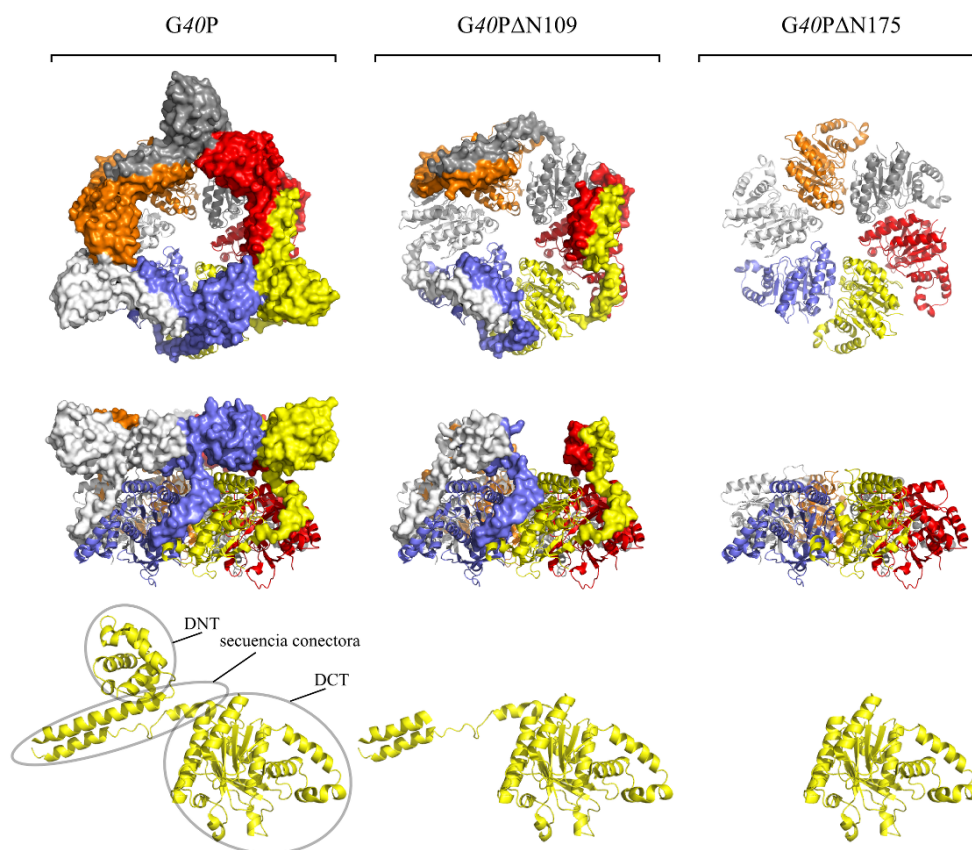 G40P
G40PΔN109
G40PΔN175
DNT
secuencia conectora
DCT